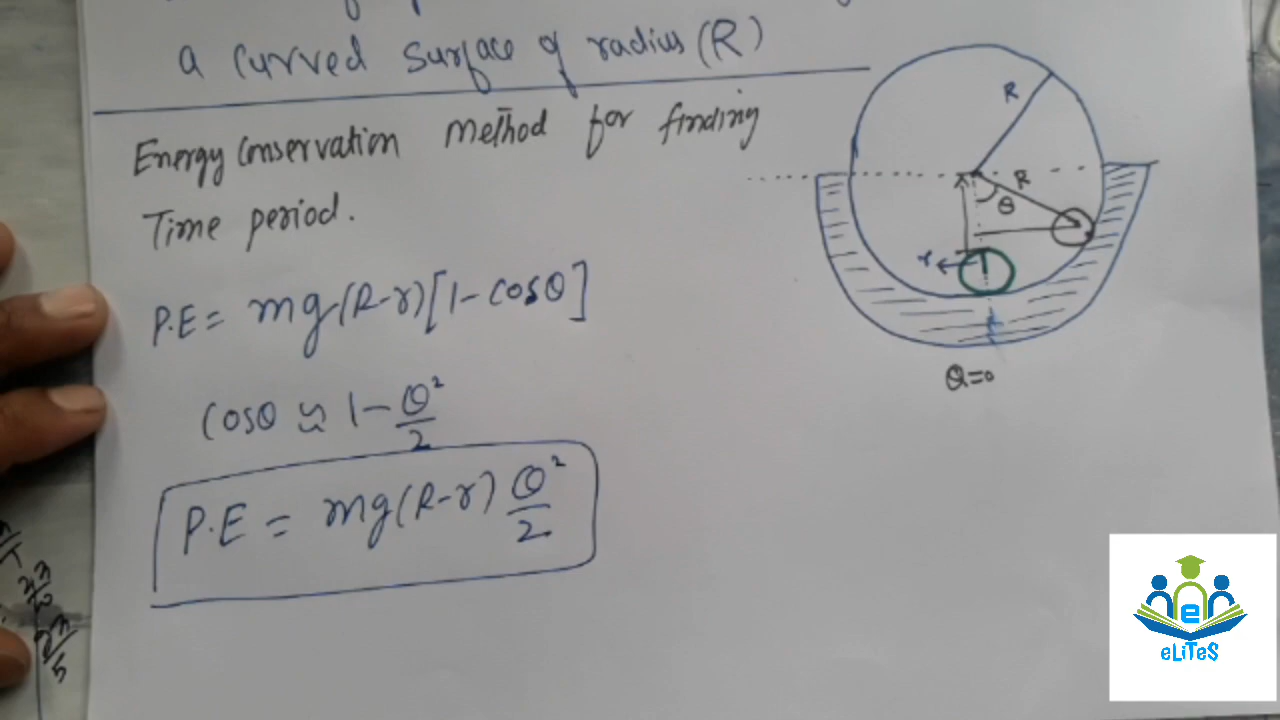 a curved surface of radius (R)
Energy conservation method for finding
Time period.
P.E = mg(R-r)[1-cosθ]
cosθ ≈ 1 - θ²/2
P.E = mg(R-r) θ²/2
R
R
θ
r
θ=0
e
eLiTeS